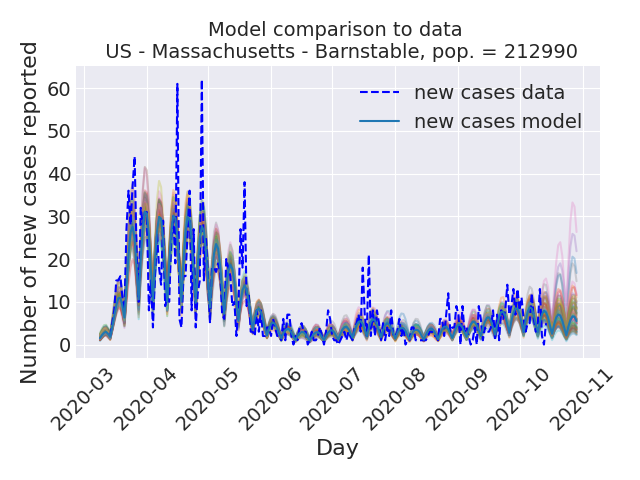 Model comparison to data
US - Massachusetts - Barnstable, pop. = 212990
Number of new cases reported
60
50
40
30
20
10
0
new cases data
new cases model
2020-03
2020-04
2020-05
2020-06
2020-07
2020-08
2020-09
2020-10
2020-11
Day